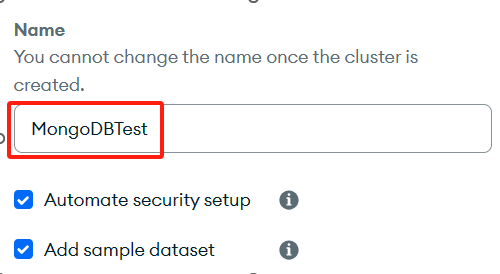 Name
You cannot change the name once the cluster is
created.
MongoDBTest
Automate security setup
Add sample dataset